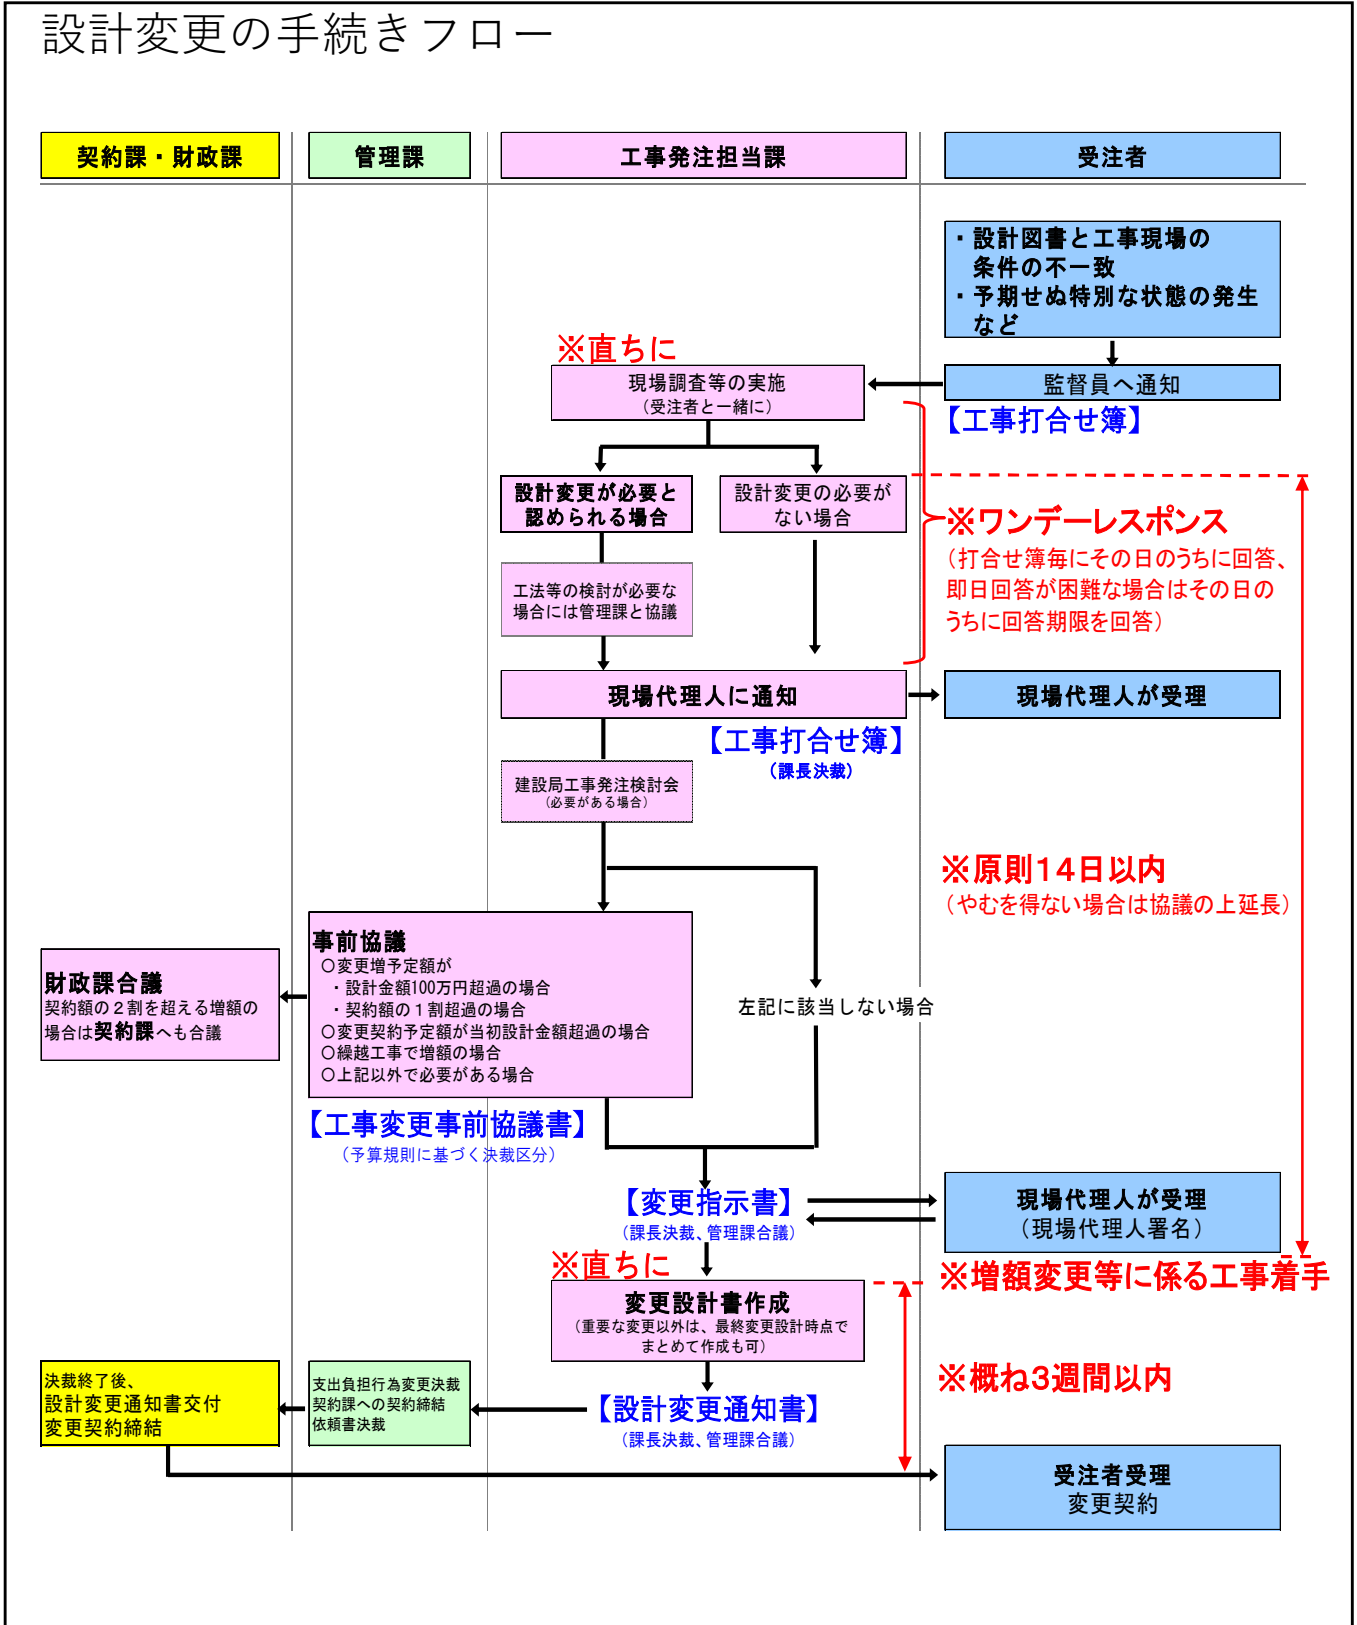 設計変更の手続きフロー
契約課・財政課
管理課
工事発注担当課
受注者
・設計図書と工事現場の
条件の不一致
・予期せぬ特別な状態の発生
など
※直ちに
現場調査等の実施
（受注者と一緒に）
監督員へ通知
【工事打合せ簿】
設計変更が必要と
認められる場合
設計変更の必要が
ない場合
※ワンデーレスポンス
（打合せ簿毎にその日のうちに回答、
即日回答が困難な場合はその日の
うちに回答期限を回答）
工法等の検討が必要な
場合には管理課と協議
現場代理人に通知
現場代理人が受理
【工事打合せ簿】
（課長決裁）
建設局工事発注検討会
（必要がある場合）
※原則14日以内
（やむを得ない場合は協議の上延長）
事前協議
○変更増予定額が
・設計金額100万円超過の場合
・契約額の１割超過の場合
○変更契約予定額が当初設計金額超過の場合
○繰越工事で増額の場合
○上記以外で必要がある場合
財政課合議
契約額の２割を超える増額の
場合は契約課へも合議
左記に該当しない場合
【工事変更事前協議書】
（予算規則に基づく決裁区分）
【変更指示書】
（課長決裁、管理課合議）
現場代理人が受理
（現場代理人署名）
※直ちに
※増額変更等に係る工事着手
変更設計書作成
（重要な変更以外は、最終変更設計時点で
まとめて作成も可）
※概ね3週間以内
決裁終了後、
設計変更通知書交付
変更契約締結
支出負担行為変更決裁
契約課への契約締結
依頼書決裁
【設計変更通知書】
（課長決裁、管理課合議）
受注者受理
変更契約